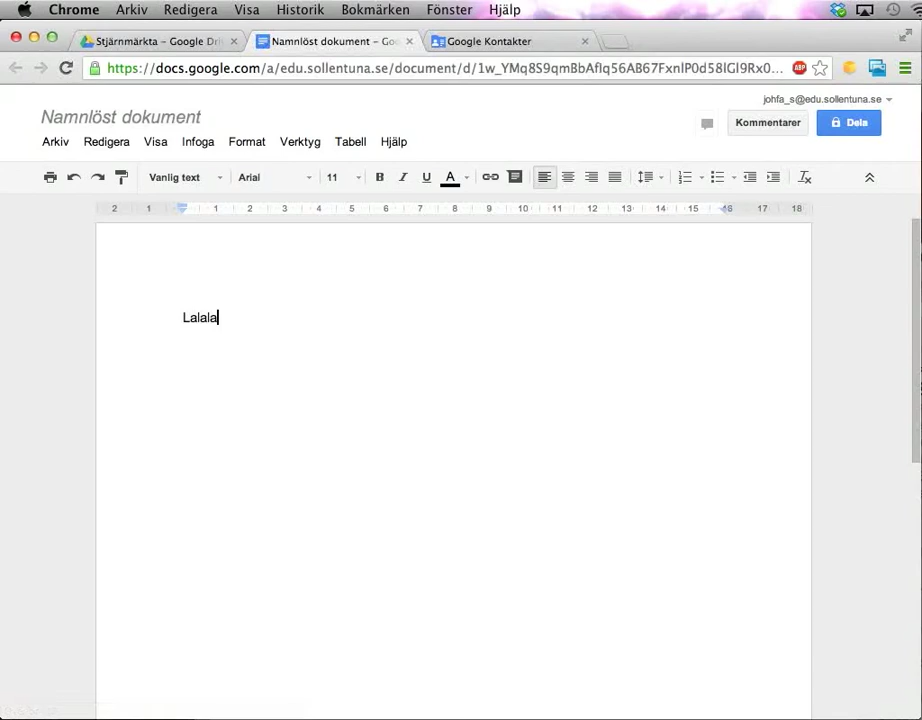 Chrome Arkiv Redigera Visa Historik Bokmärken Fönster Hjälp
Stjärnmärkta – Google Dri Namnlöst dokument – Goo Google Kontakter
https://docs.google.com/a/edu.sollentuna.se/document/d/1w_YMq8S9qmBbAflq56AB67FxnlP0d58lGl9Rx0... ABP
johfa_s@edu.sollentuna.se
Namnlöst dokument
Kommentarer Dela
Arkiv Redigera Visa Infoga Format Verktyg Tabell Hjälp
Vanlig text Arial 11 B I U A
2 1 1 2 3 4 5 6 7 8 9 10 11 12 13 14 15 16 17 18
Lalala